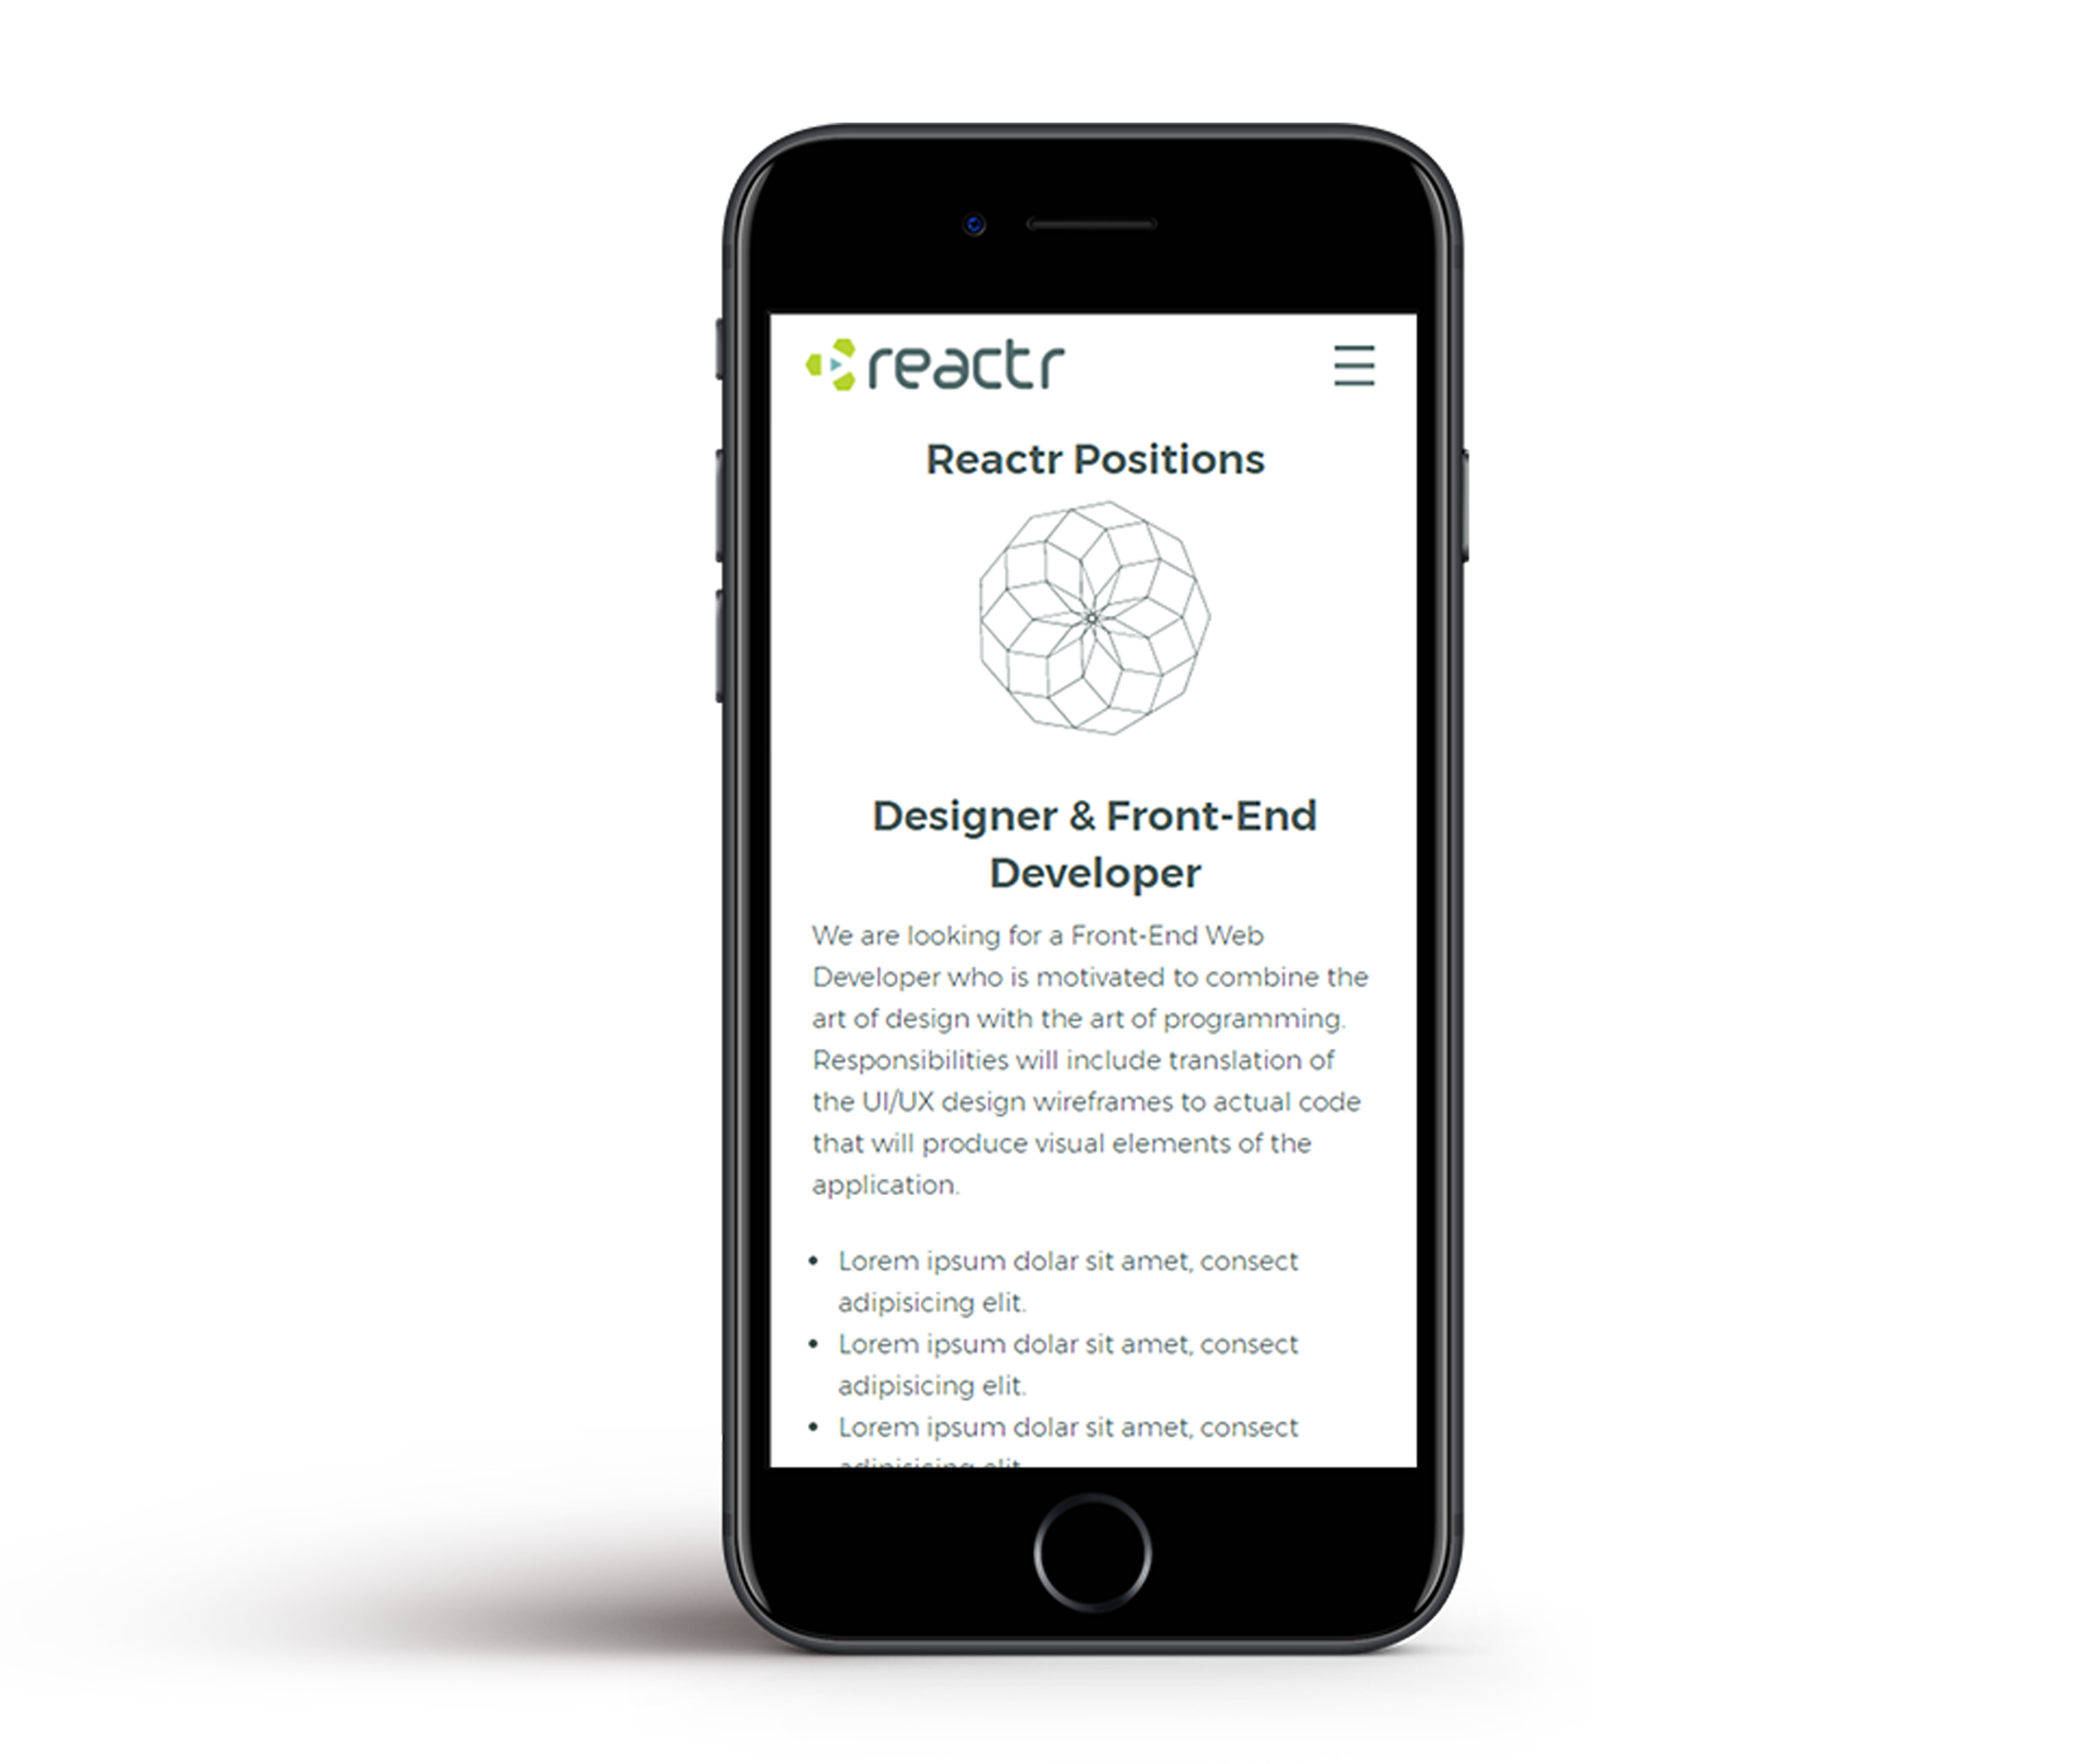 reactr
Reactr Positions
Designer & Front-End
Developer
We are looking for a Front-End Web
Developer who is motivated to combine the
art of design with the art of programming.
Responsibilities will include translation of
the UI/UX design wireframes to actual code
that will produce visual elements of the
application.
• Lorem ipsum dolar sit amet, consect
adipisicing elit.
• Lorem ipsum dolar sit amet, consect
adipisicing elit.
• Lorem ipsum dolar sit amet, consect
adipisicing elit.